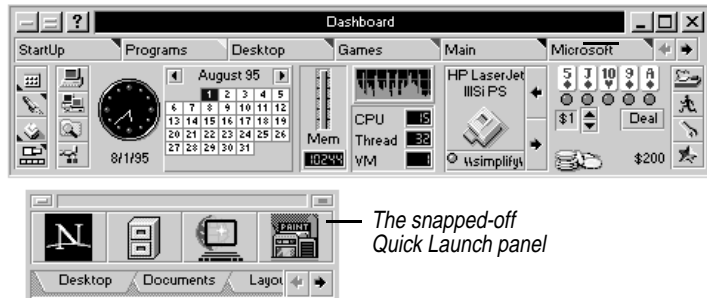 Dashboard
StartUp Programs Desktop Games Main Microsoft
August 95
1 2 3 4 5
6 7 8 9 10 11 12
13 14 15 16 17 18 19
20 21 22 23 24 25 26
27 28 29 30 31
8/1/95
Mem
10244
CPU 15
Thread 32
VM 1
HP LaserJet
IIISi PS
\\simplify\
5 J 10 9 A
$1 Deal
$200
N
PAINT
The snapped-off
Quick Launch panel
Desktop Documents Layou